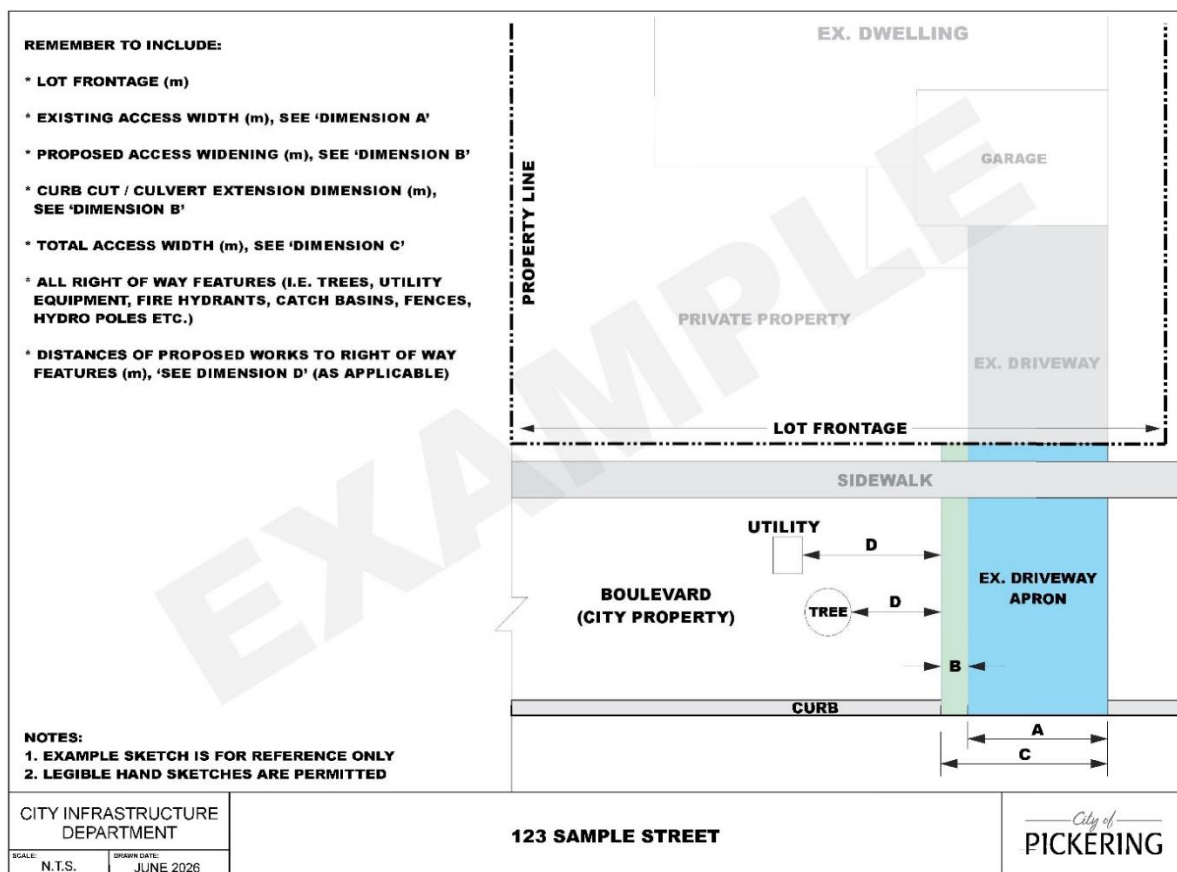 REMEMBER TO INCLUDE:
* LOT FRONTAGE (m)
* EXISTING ACCESS WIDTH (m), SEE ‘DIMENSION A’
* PROPOSED ACCESS WIDENING (m), SEE ‘DIMENSION B’
* CURB CUT / CULVERT EXTENSION DIMENSION (m),
SEE ‘DIMENSION B’
* TOTAL ACCESS WIDTH (m), SEE ‘DIMENSION C’
* ALL RIGHT OF WAY FEATURES (I.E. TREES, UTILITY
EQUIPMENT, FIRE HYDRANTS, CATCH BASINS, FENCES,
HYDRO POLES ETC.)
* DISTANCES OF PROPOSED WORKS TO RIGHT OF WAY
FEATURES (m), ‘SEE DIMENSION D’ (AS APPLICABLE)
EX. DWELLING
GARAGE
PROPERTY LINE
PRIVATE PROPERTY
EX. DRIVEWAY
LOT FRONTAGE
SIDEWALK
UTILITY
D
BOULEVARD
(CITY PROPERTY)
TREE
D
EX. DRIVEWAY
APRON
B
CURB
A
C
EXAMPLE
NOTES:
1. EXAMPLE SKETCH IS FOR REFERENCE ONLY
2. LEGIBLE HAND SKETCHES ARE PERMITTED
CITY INFRASTRUCTURE
DEPARTMENT
SCALE:
N.T.S.
DRAWN DATE:
JUNE 2026
123 SAMPLE STREET
City of
PICKERING